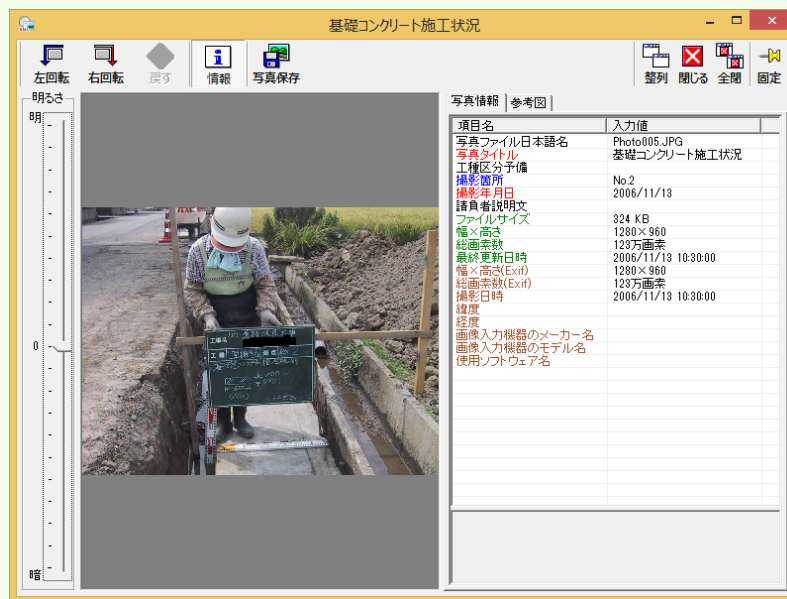 基礎コンクリート施工状況
左回転 右回転 戻す 情報 写真保存 整列 閉じる 全閉 固定
明るさ
明
0
暗
写真情報 参考図
項目名 入力値
写真ファイル日本語名 Photo005.JPG
写真タイトル 基礎コンクリート施工状況
工種区分予備
撮影箇所 No.2
撮影年月日 2006/11/13
請負者説明文
ファイルサイズ 324 KB
幅×高さ 1280×960
総画素数 123万画素
最終更新日時 2006/11/13 10:30:00
幅×高さ(Exif) 1280×960
総画素数(Exif) 123万画素
撮影日時 2006/11/13 10:30:00
緯度
経度
画像入力機器のメーカー名
画像入力機器のモデル名
使用ソフトウェア名
工事名
工種